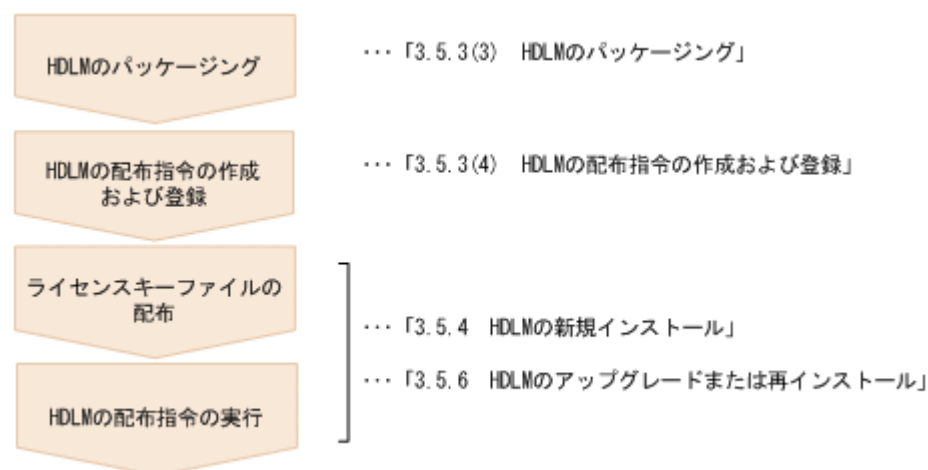 HDLMのパッケージング
･･･「3.5.3(3)　HDLMのパッケージング」
HDLMの配布指令の作成
および登録
･･･「3.5.3(4)　HDLMの配布指令の作成および登録」
ライセンスキーファイルの
配布
･･･「3.5.4　HDLMの新規インストール」
･･･「3.5.6　HDLMのアップグレードまたは再インストール」
HDLMの配布指令の実行